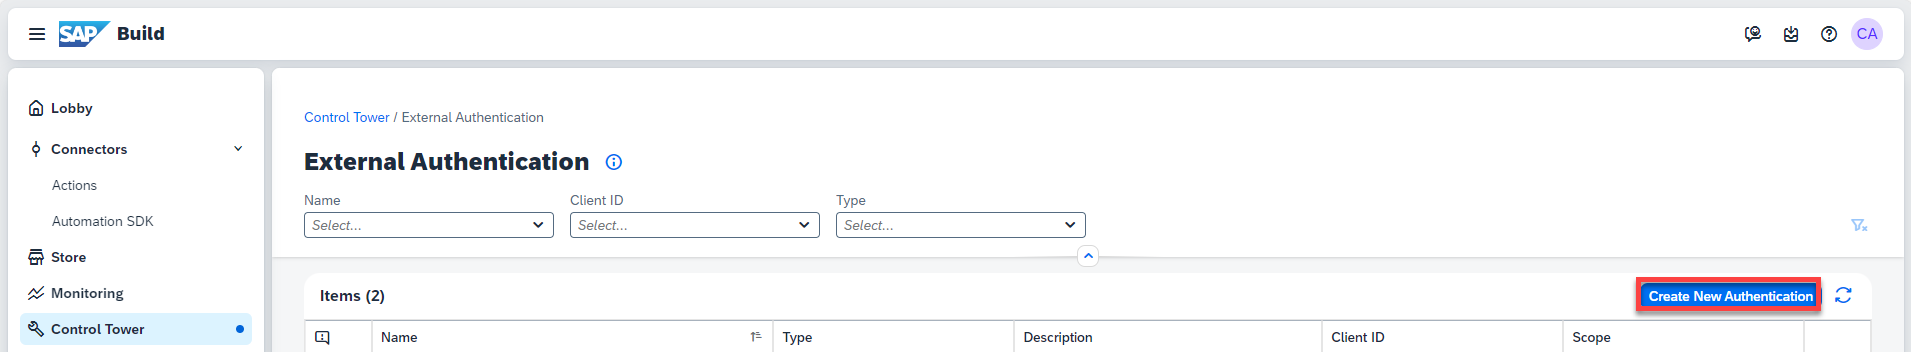 SAP Build
CA
Lobby
Connectors
Actions
Automation SDK
Store
Monitoring
Control Tower
Control Tower / External Authentication
External Authentication
Name Client ID Type
Select... Select... Select...
Items (2) Create New Authentication
Name Type Description Client ID Scope